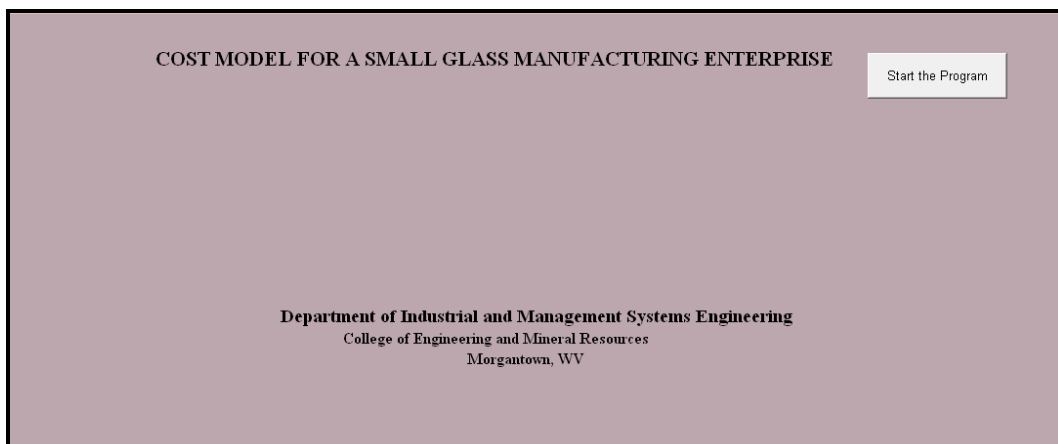 COST MODEL FOR A SMALL GLASS MANUFACTURING ENTERPRISE
Start the Program
Department of Industrial and Management Systems Engineering
College of Engineering and Mineral Resources
Morgantown, WV